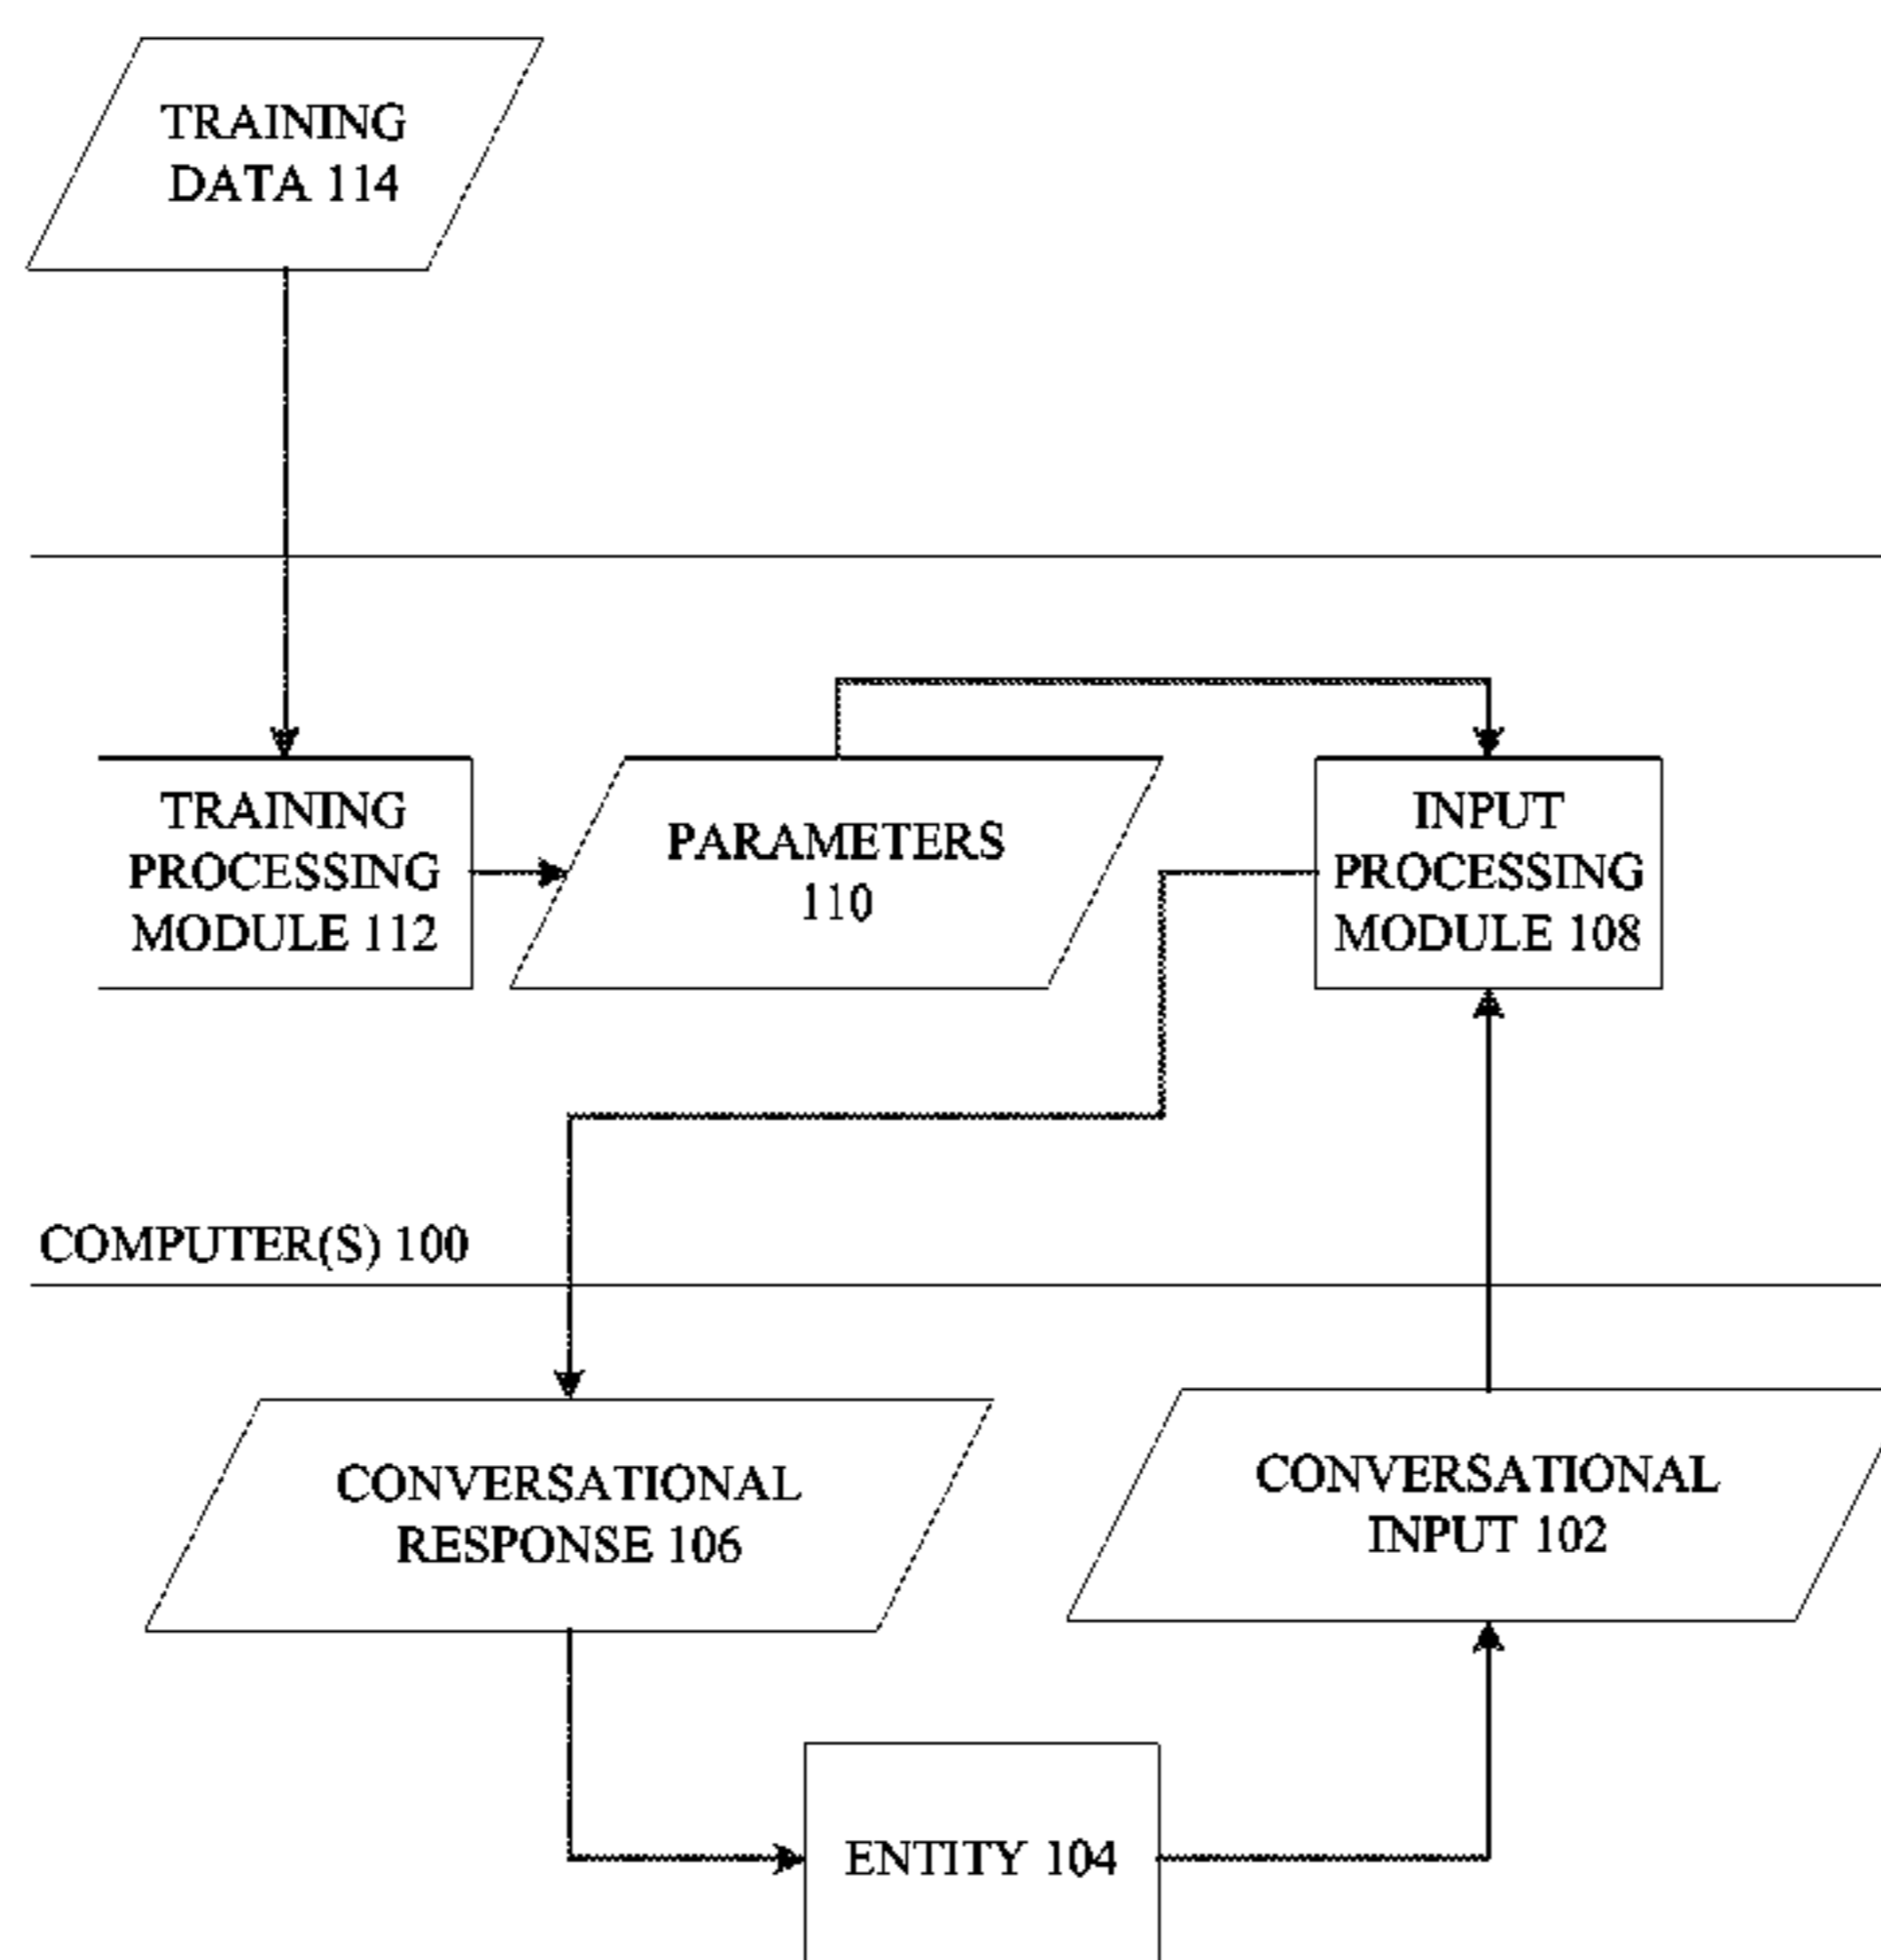 TRAINING
DATA 114
TRAINING
PROCESSING
MODULE 112
PARAMETERS
110
INPUT
PROCESSING
MODULE 108
COMPUTER(S) 100
CONVERSATIONAL
RESPONSE 106
CONVERSATIONAL
INPUT 102
ENTITY 104